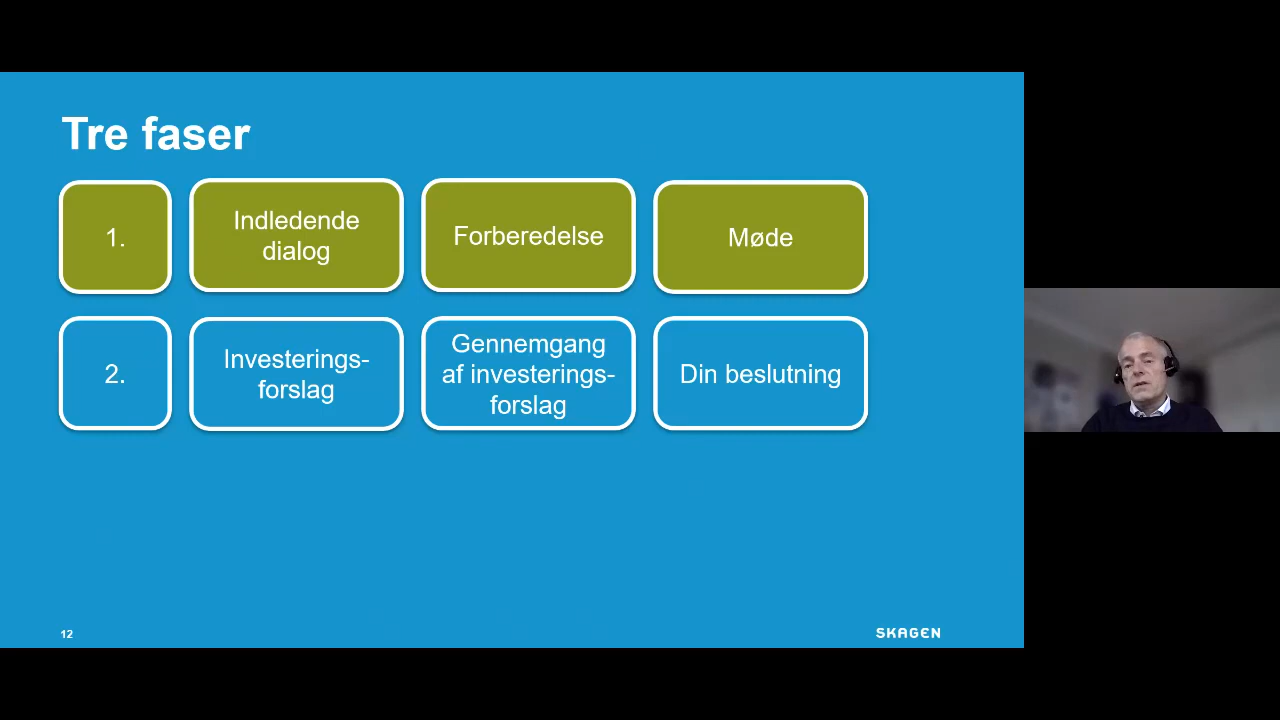 Tre faser
1.
Indledende
dialog
Forberedelse
Møde
2.
Investerings-
forslag
Gennemgang
af investerings-
forslag
Din beslutning
12
SKAGEN